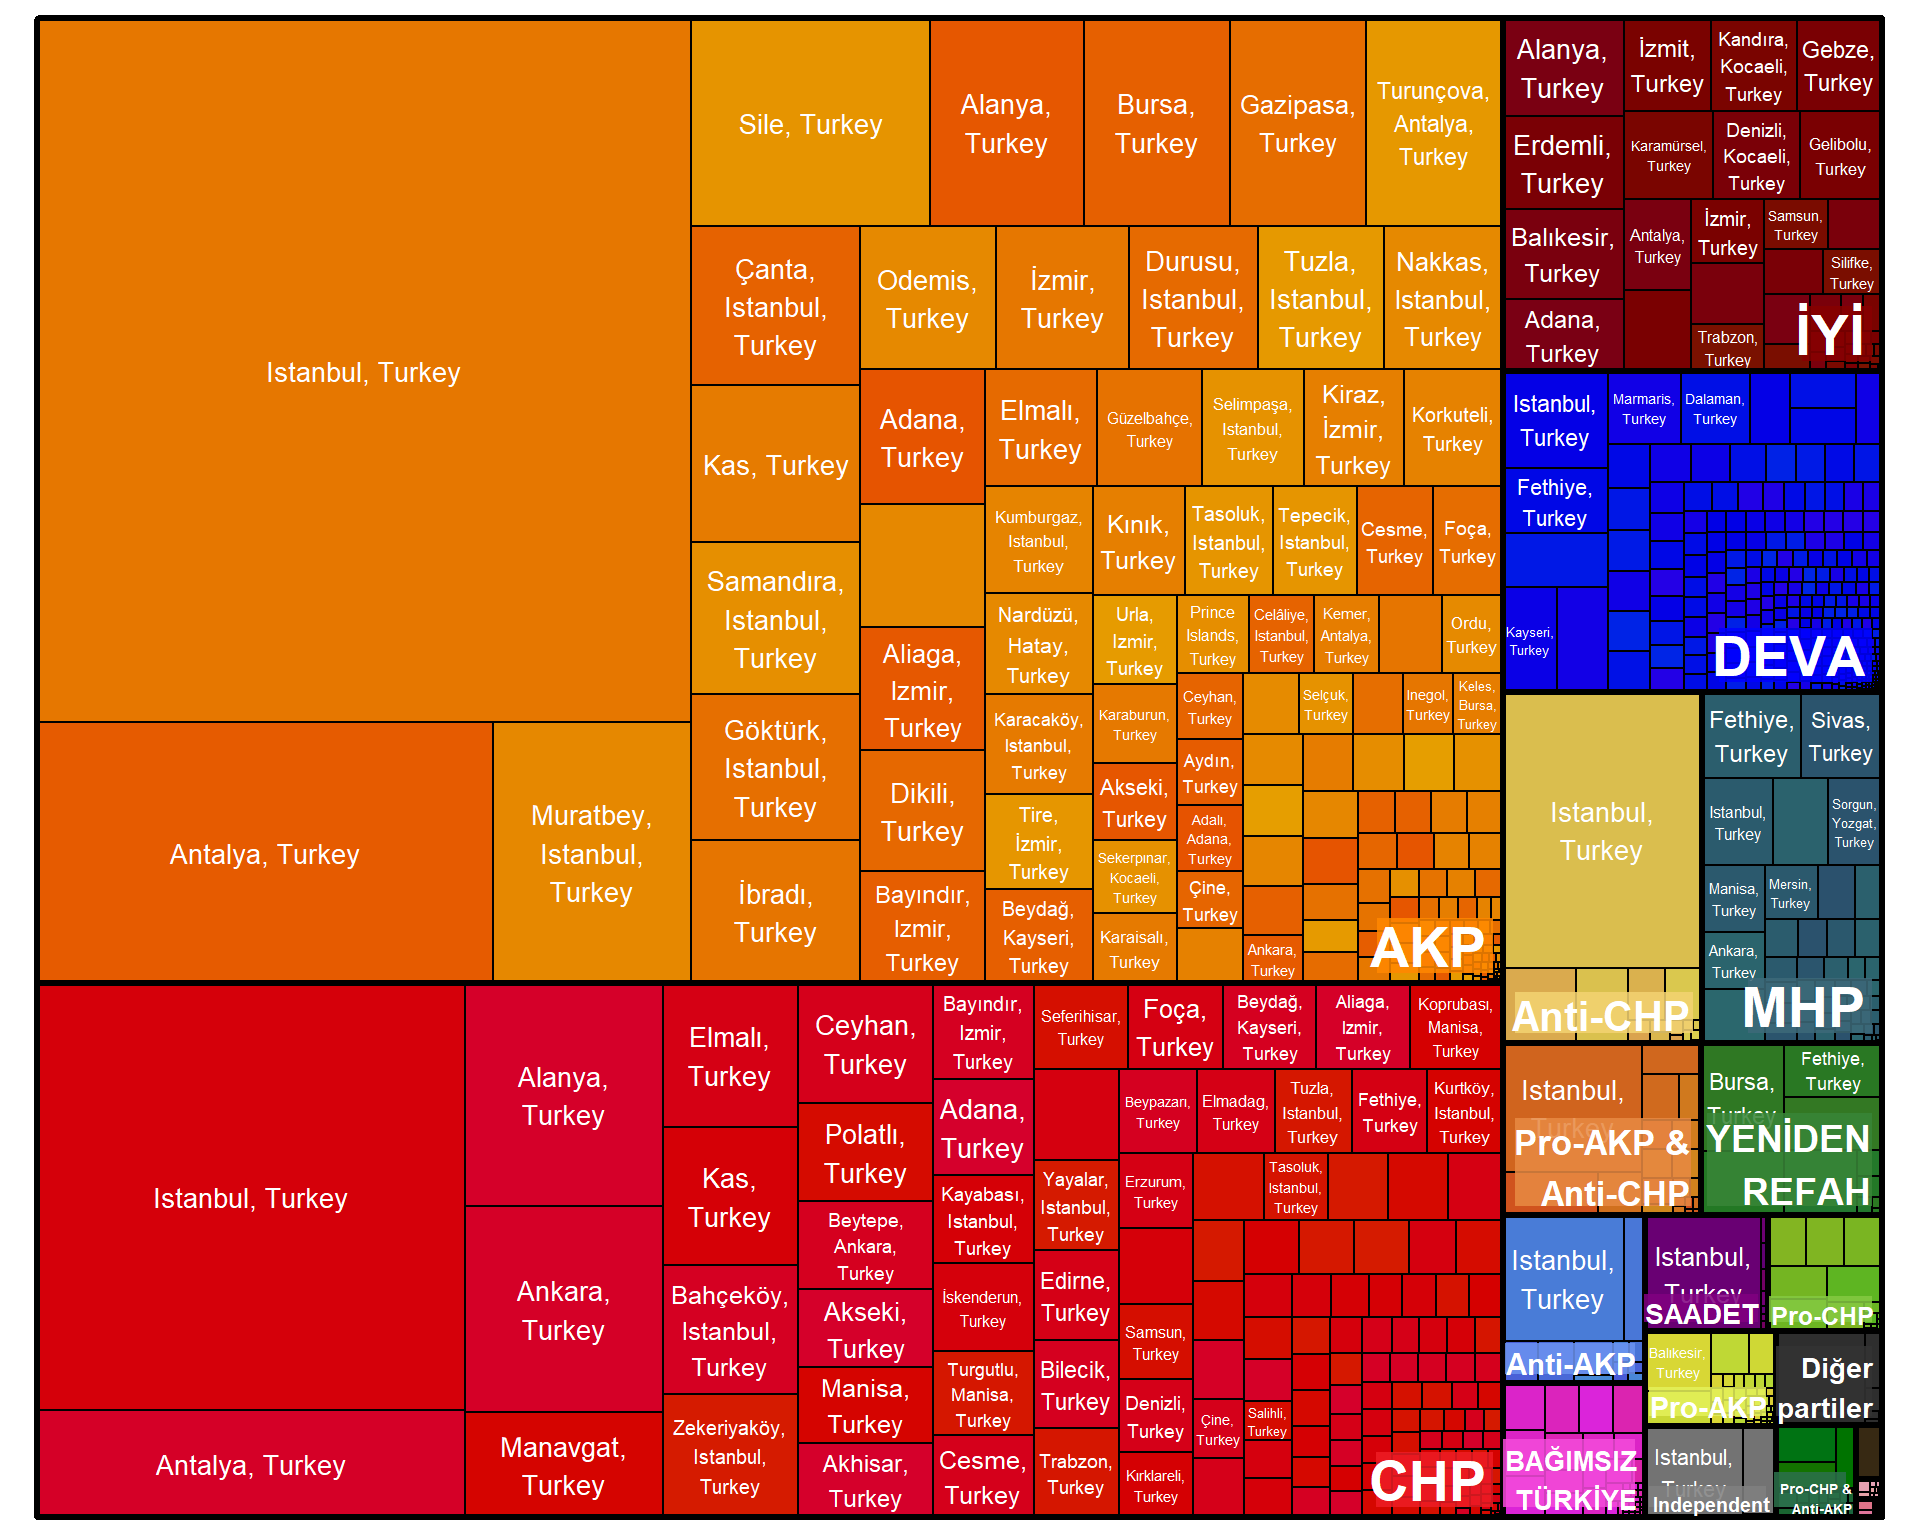 Istanbul, Turkey
Antalya, Turkey
Muratbey,
Istanbul,
Turkey
Sile, Turkey
Alanya,
Turkey
Bursa,
Turkey
Gazipasa,
Turkey
Turunçova,
Antalya,
Turkey
Çanta,
Istanbul,
Turkey
Odemis,
Turkey
İzmir,
Turkey
Durusu,
Istanbul,
Turkey
Tuzla,
Istanbul,
Turkey
Nakkas,
Istanbul,
Turkey
Kas, Turkey
Samandıra,
Istanbul,
Turkey
Göktürk,
Istanbul,
Turkey
İbradı,
Turkey
Adana,
Turkey
Aliaga,
Izmir,
Turkey
Dikili,
Turkey
Bayındır,
Izmir,
Turkey
Elmalı,
Turkey
Güzelbahçe,
Turkey
Selimpaşa,
Istanbul,
Turkey
Kiraz,
İzmir,
Turkey
Korkuteli,
Turkey
Kumburgaz,
Istanbul,
Turkey
Nardüzü,
Hatay,
Turkey
Karacaköy,
Istanbul,
Turkey
Tire,
İzmir,
Turkey
Beydağ,
Kayseri,
Turkey
Kınık,
Turkey
Tasoluk,
Istanbul,
Turkey
Tepecik,
Istanbul,
Turkey
Cesme,
Turkey
Foça,
Turkey
Urla,
Izmir,
Turkey
Karaburun,
Turkey
Akseki,
Turkey
Sekerpınar,
Kocaeli,
Turkey
Karaisalı,
Turkey
Prince
Islands,
Turkey
Celâliye,
Istanbul,
Turkey
Kemer,
Antalya,
Turkey
Ordu,
Turkey
Ceyhan,
Turkey
Aydın,
Turkey
Adalı,
Adana,
Turkey
Çine,
Turkey
Selçuk,
Turkey
Inegol,
Turkey
Keles,
Bursa,
Turkey
Ankara,
Turkey
AKP
Istanbul, Turkey
Antalya, Turkey
Alanya,
Turkey
Ankara,
Turkey
Manavgat,
Turkey
Elmalı,
Turkey
Kas,
Turkey
Bahçeköy,
Istanbul,
Turkey
Zekeriyaköy,
Istanbul,
Turkey
Ceyhan,
Turkey
Polatlı,
Turkey
Beytepe,
Ankara,
Turkey
Akseki,
Turkey
Manisa,
Turkey
Akhisar,
Turkey
Bayındır,
Izmir,
Turkey
Adana,
Turkey
Kayabası,
Istanbul,
Turkey
İskenderun,
Turkey
Turgutlu,
Manisa,
Turkey
Cesme,
Turkey
Seferihisar,
Turkey
Foça,
Turkey
Beydağ,
Kayseri,
Turkey
Aliaga,
Izmir,
Turkey
Koprubası,
Manisa,
Turkey
Yayalar,
Istanbul,
Turkey
Edirne,
Turkey
Bilecik,
Turkey
Trabzon,
Turkey
Beypazarı,
Turkey
Elmadag,
Turkey
Tuzla,
Istanbul,
Turkey
Fethiye,
Turkey
Kurtköy,
Istanbul,
Turkey
Erzurum,
Turkey
Tasoluk,
Istanbul,
Turkey
Samsun,
Turkey
Denizli,
Turkey
Kırklareli,
Turkey
Çine,
Turkey
Salihli,
Turkey
CHP
Alanya,
Turkey
Erdemli,
Turkey
Balıkesir,
Turkey
Adana,
Turkey
İzmit,
Turkey
Kandıra,
Kocaeli,
Turkey
Gebze,
Turkey
Karamürsel,
Turkey
Denizli,
Kocaeli,
Turkey
Gelibolu,
Turkey
Antalya,
Turkey
İzmir,
Turkey
Samsun,
Turkey
Silifke,
Turkey
Trabzon,
Turkey
İYİ
Istanbul,
Turkey
Fethiye,
Turkey
Kayseri,
Turkey
Marmaris,
Turkey
Dalaman,
Turkey
DEVA
Istanbul,
Turkey
Anti-CHP
Fethiye,
Turkey
Sivas,
Turkey
Istanbul,
Turkey
Sorgun,
Yozgat,
Turkey
Manisa,
Turkey
Mersin,
Turkey
Ankara,
Turkey
MHP
Istanbul,
Turkey
Pro-AKP &
Anti-CHP
Bursa,
Turkey
Fethiye,
Turkey
YENİDEN
REFAH
Istanbul,
Turkey
Anti-AKP
Istanbul,
Turkey
SAADET
Pro-CHP
Balıkesir,
Turkey
Pro-AKP
Diğer
partiler
BAĞIMSIZ
TÜRKİYE
Istanbul,
Turkey
Independent
Pro-CHP &
Anti-AKP